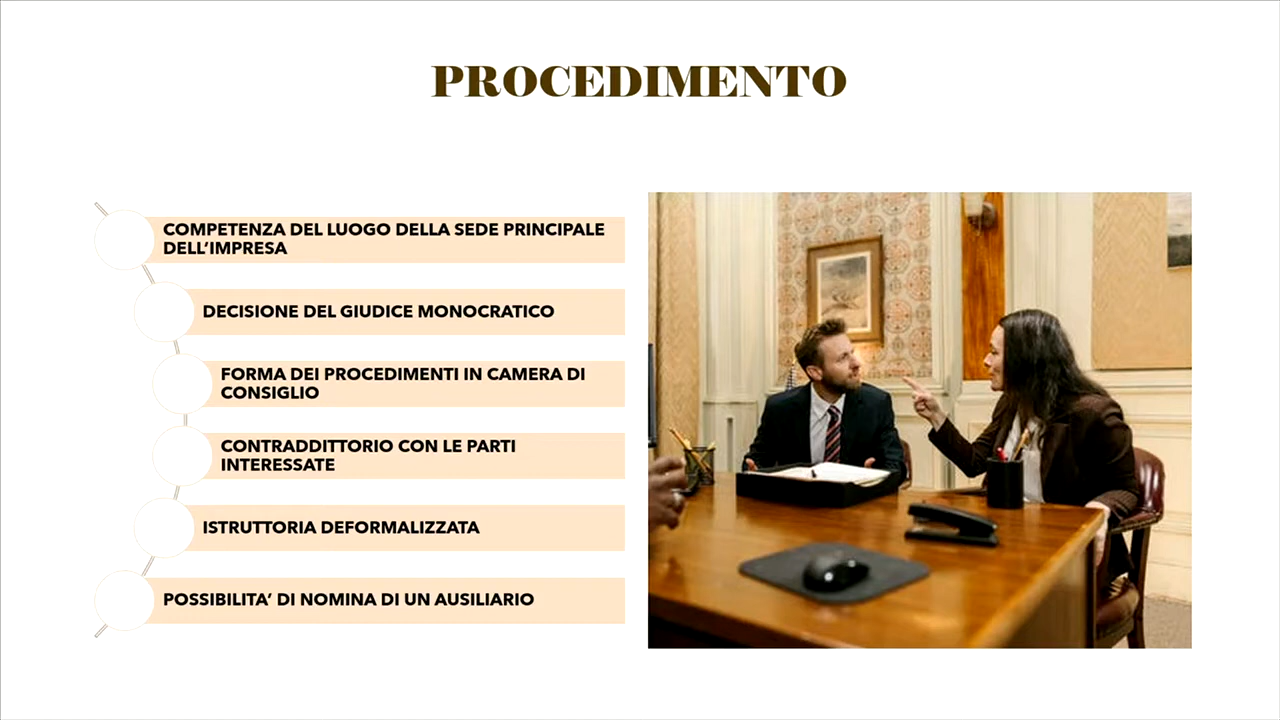 PROCEDIMENTO
COMPETENZA DEL LUOGO DELLA SEDE PRINCIPALE
DELL’IMPRESA
DECISIONE DEL GIUDICE MONOCRATICO
FORMA DEI PROCEDIMENTI IN CAMERA DI
CONSIGLIO
CONTRADDITTORIO CON LE PARTI
INTERESSATE
ISTRUTTORIA DEFORMALIZZATA
POSSIBILITA’ DI NOMINA DI UN AUSILIARIO